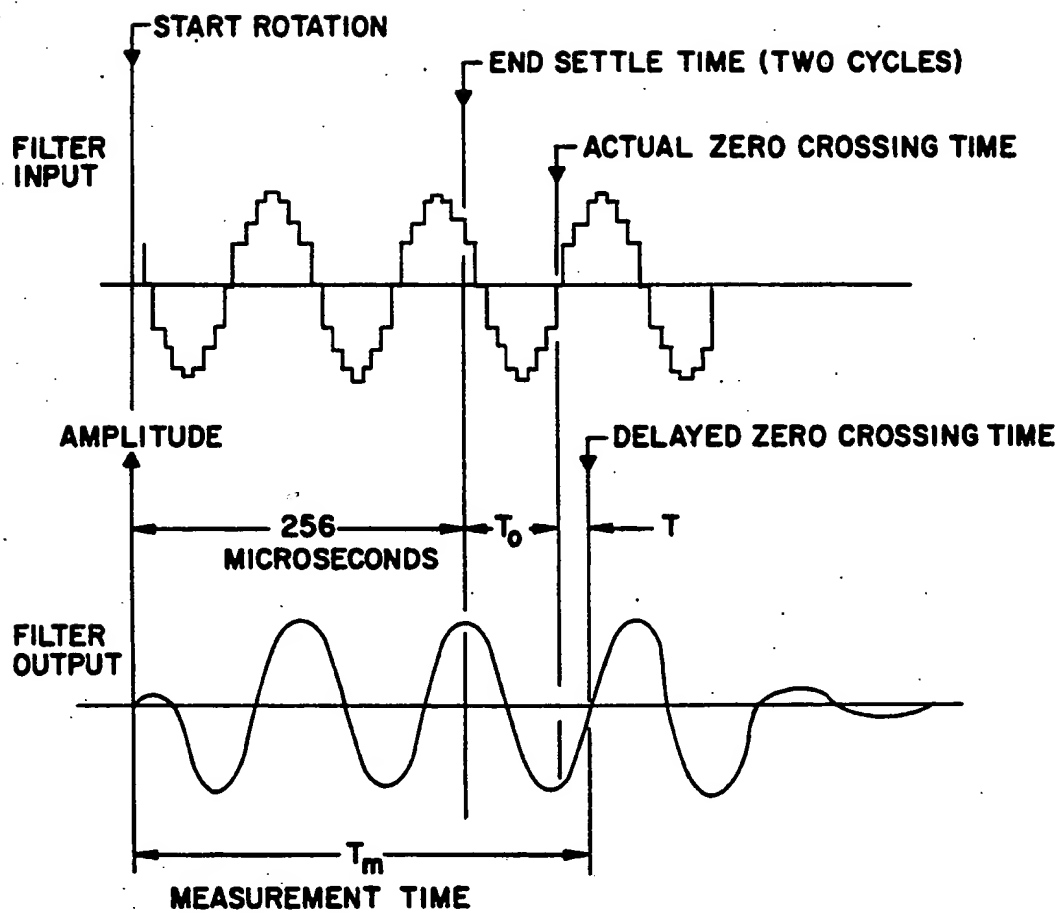 START ROTATION
END SETTLE TIME (TWO CYCLES)
FILTER
INPUT
ACTUAL ZERO CROSSING TIME
AMPLITUDE
DELAYED ZERO CROSSING TIME
256
MICROSECONDS
To
T
FILTER
OUTPUT
Tm
MEASUREMENT TIME